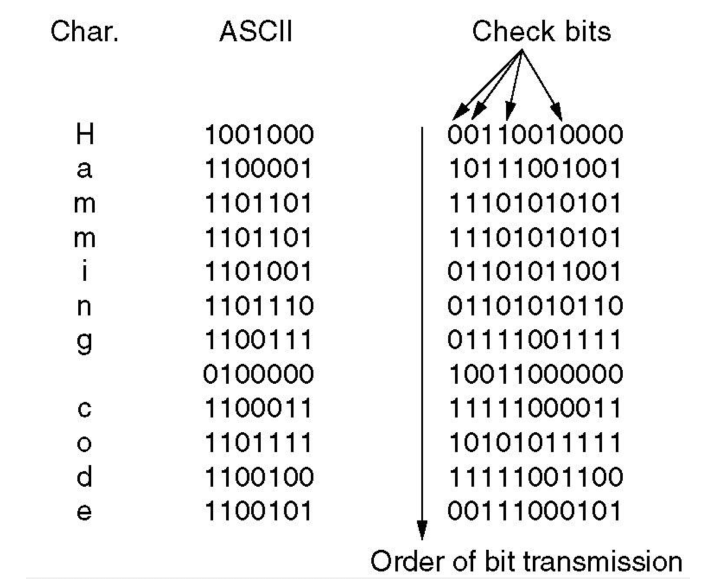 Char. ASCII Check bits
H 1001000 00110010000
a 1100001 10111001001
m 1101101 11101010101
m 1101101 11101010101
i 1101001 01101011001
n 1101110 01101010110
g 1100111 01111001111
0100000 10011000000
c 1100011 11111000011
o 1101111 10101011111
d 1100100 11111001100
e 1100101 00111000101
Order of bit transmission